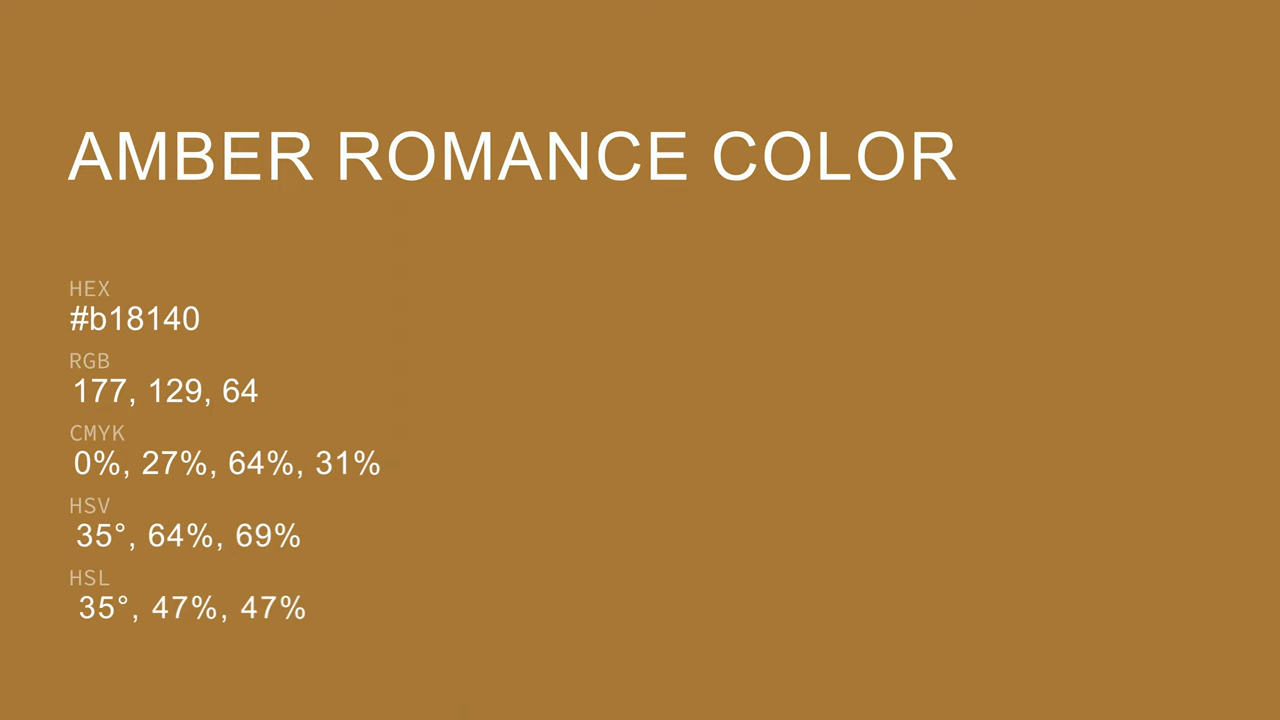 AMBER ROMANCE COLOR
HEX
#b18140
RGB
177, 129, 64
CMYK
0%, 27%, 64%, 31%
HSV
35°, 64%, 69%
HSL
35°, 47%, 47%